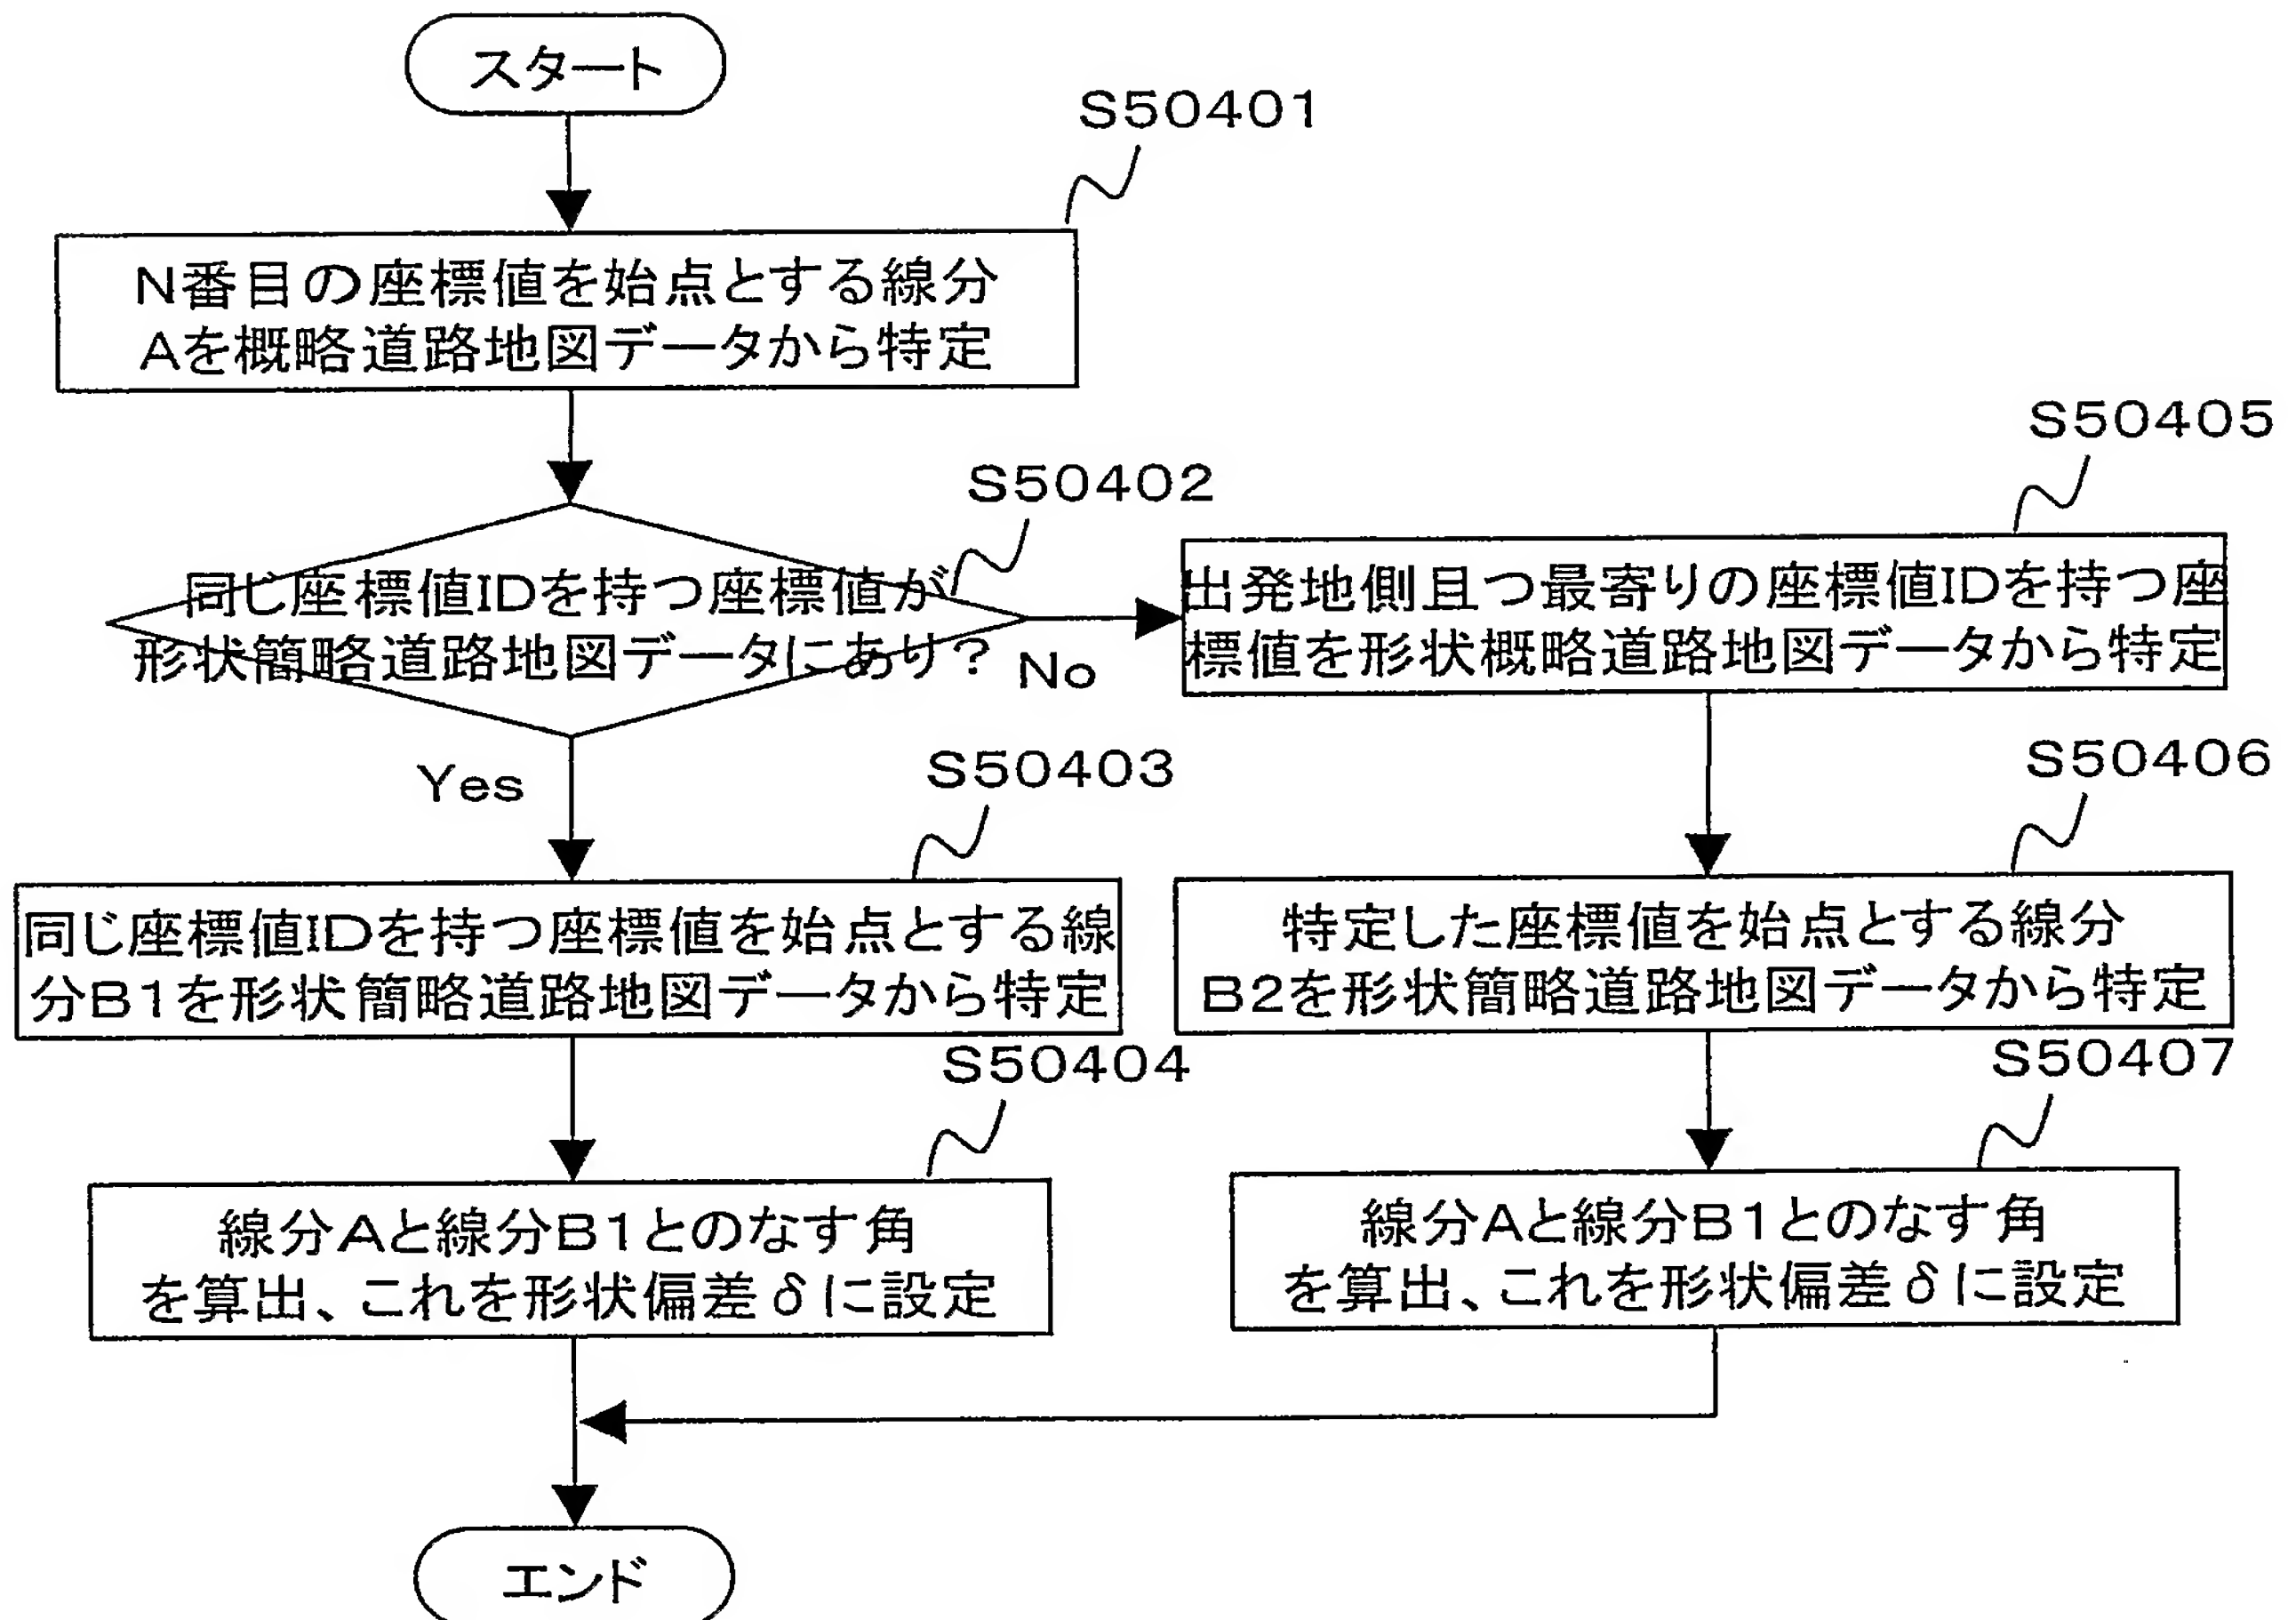 スタート
S50401
N番目の座標値を始点とする線分
Aを概略道路地図データから特定
S50402
同じ座標値IDを持つ座標値が
形状簡略道路地図データにあり?
No
Yes
S50405
出発地側且つ最寄りの座標値IDを持つ座
標値を形状概略道路地図データから特定
S50403
同じ座標値IDを持つ座標値を始点とする線
分B1を形状簡略道路地図データから特定
S50406
特定した座標値を始点とする線分
B2を形状簡略道路地図データから特定
S50404
線分Aと線分B1とのなす角
を算出、これを形状偏差δに設定
S50407
線分Aと線分B1とのなす角
を算出、これを形状偏差δに設定
エンド